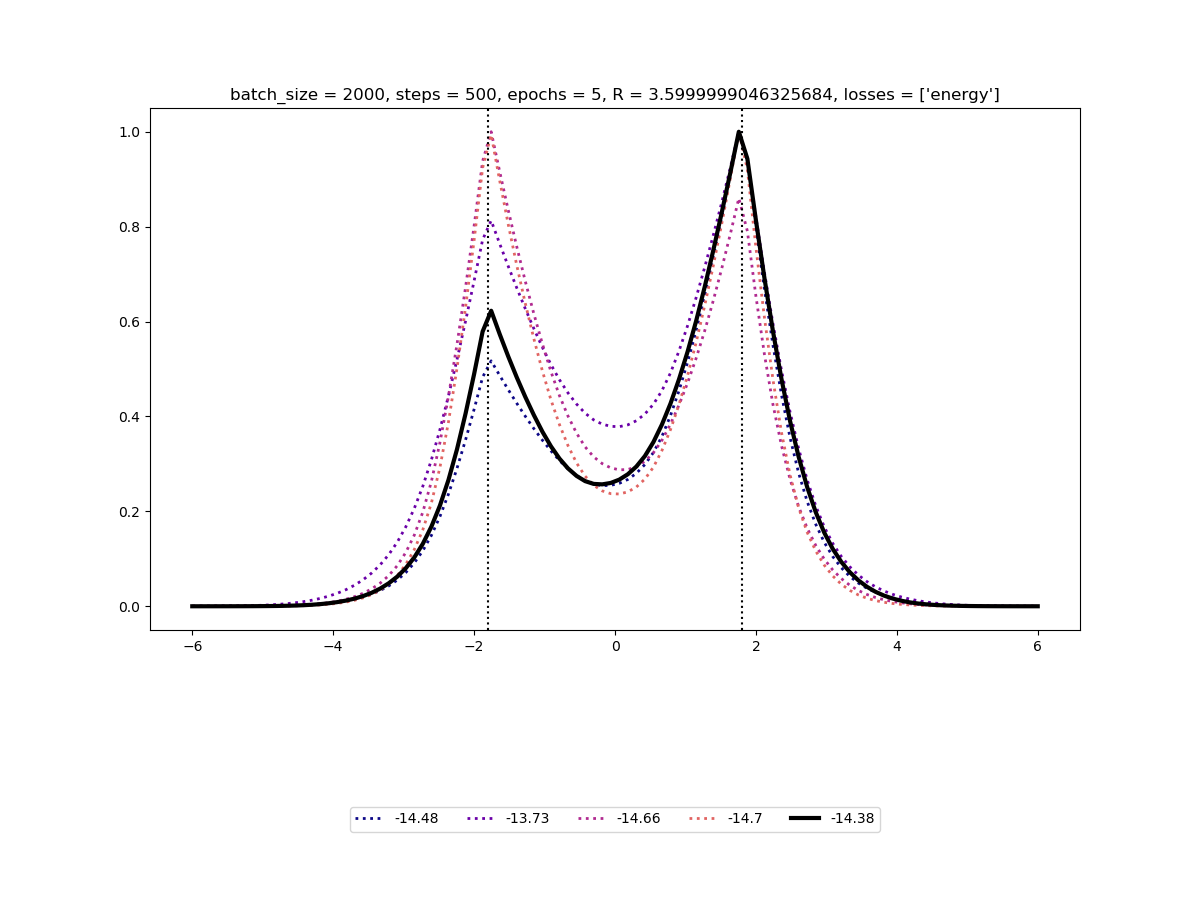 batch_size = 2000, steps = 500, epochs = 5, R = 3.5999999046325684, losses = ['energy']
1.0
0.8
0.6
0.4
0.2
0.0
−6 −4 −2 0 2 4 6
-14.48 -13.73 -14.66 -14.7 -14.38